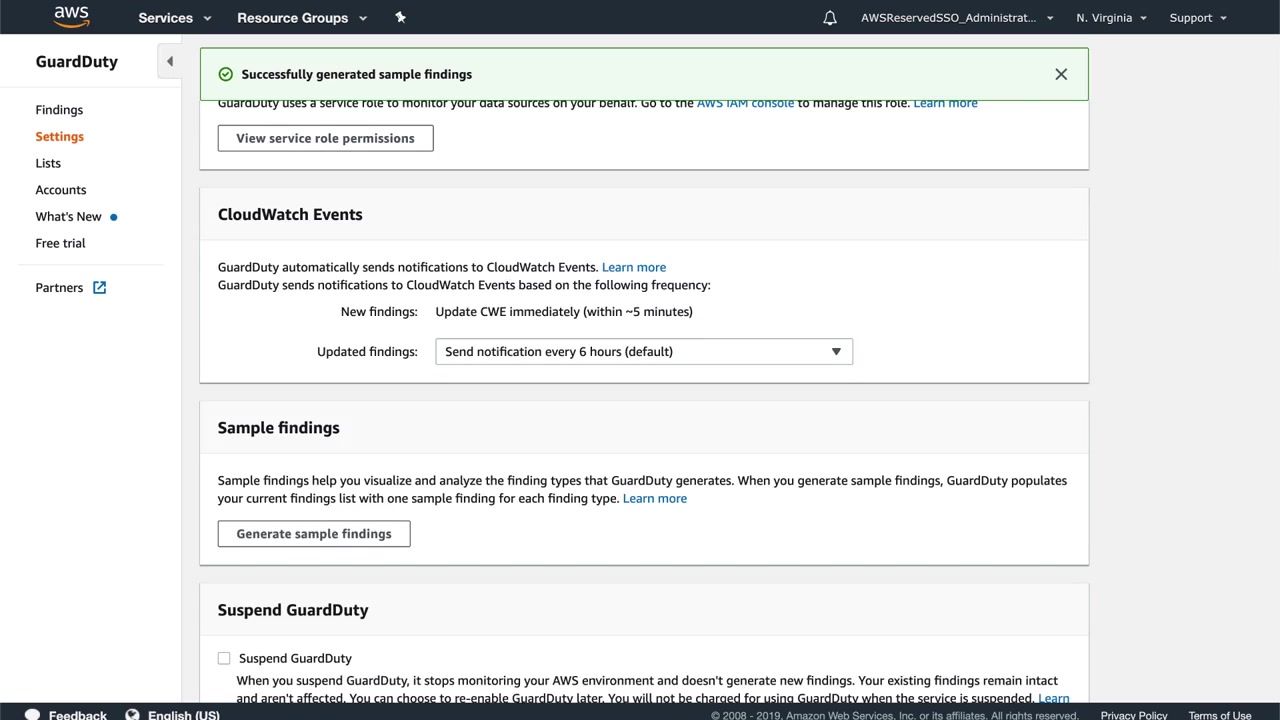 aws
Services
Resource Groups
AWSReservedSSO_Administrat...
N. Virginia
Support
GuardDuty
Findings
Settings
Lists
Accounts
What's New
Free trial
Partners
Successfully generated sample findings
GuardDuty uses a service role to monitor your data sources on your behalf. Go to the AWS IAM console to manage this role. Learn more
View service role permissions
CloudWatch Events
GuardDuty automatically sends notifications to CloudWatch Events. Learn more
GuardDuty sends notifications to CloudWatch Events based on the following frequency:
New findings: Update CWE immediately (within ~5 minutes)
Updated findings: Send notification every 6 hours (default)
Sample findings
Sample findings help you visualize and analyze the finding types that GuardDuty generates. When you generate sample findings, GuardDuty populates
your current findings list with one sample finding for each finding type. Learn more
Generate sample findings
Suspend GuardDuty
Suspend GuardDuty
When you suspend GuardDuty, it stops monitoring your AWS environment and doesn't generate new findings. Your existing findings remain intact
and aren't affected. You can choose to re-enable GuardDuty later. You will not be charged for using GuardDuty when the service is suspended. Learn
Feedback
English (US)
© 2008 - 2019, Amazon Web Services, Inc. or its affiliates. All rights reserved.
Privacy Policy
Terms of Use